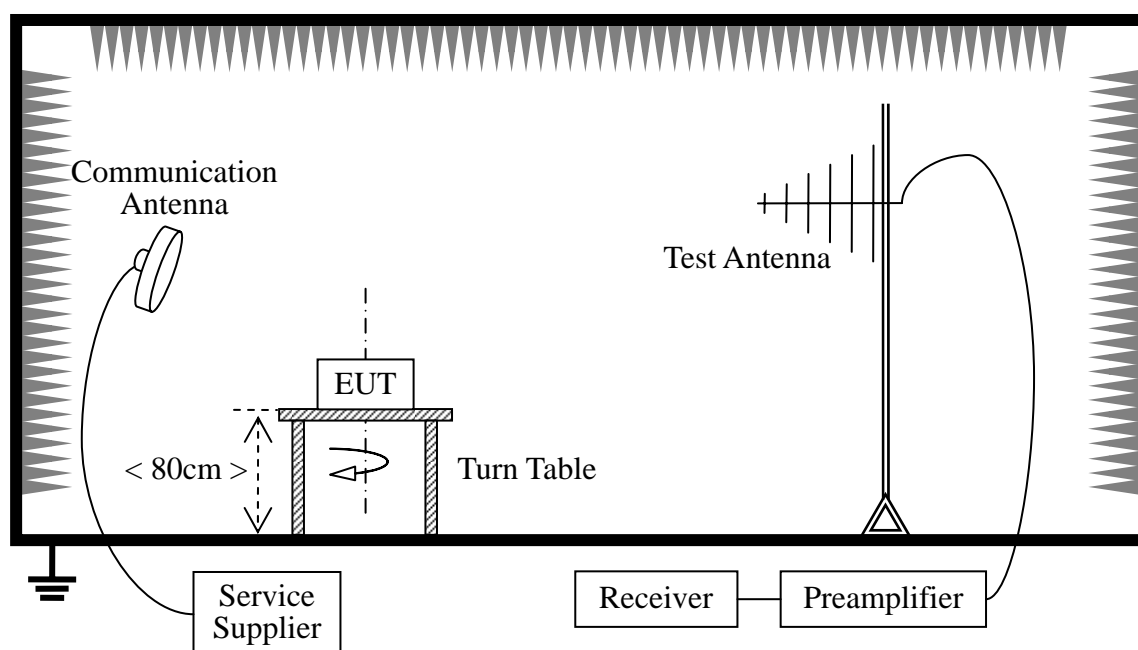 Communication
Antenna
Test Antenna
EUT
< 80cm >
Turn Table
Service
Supplier
Receiver
Preamplifier